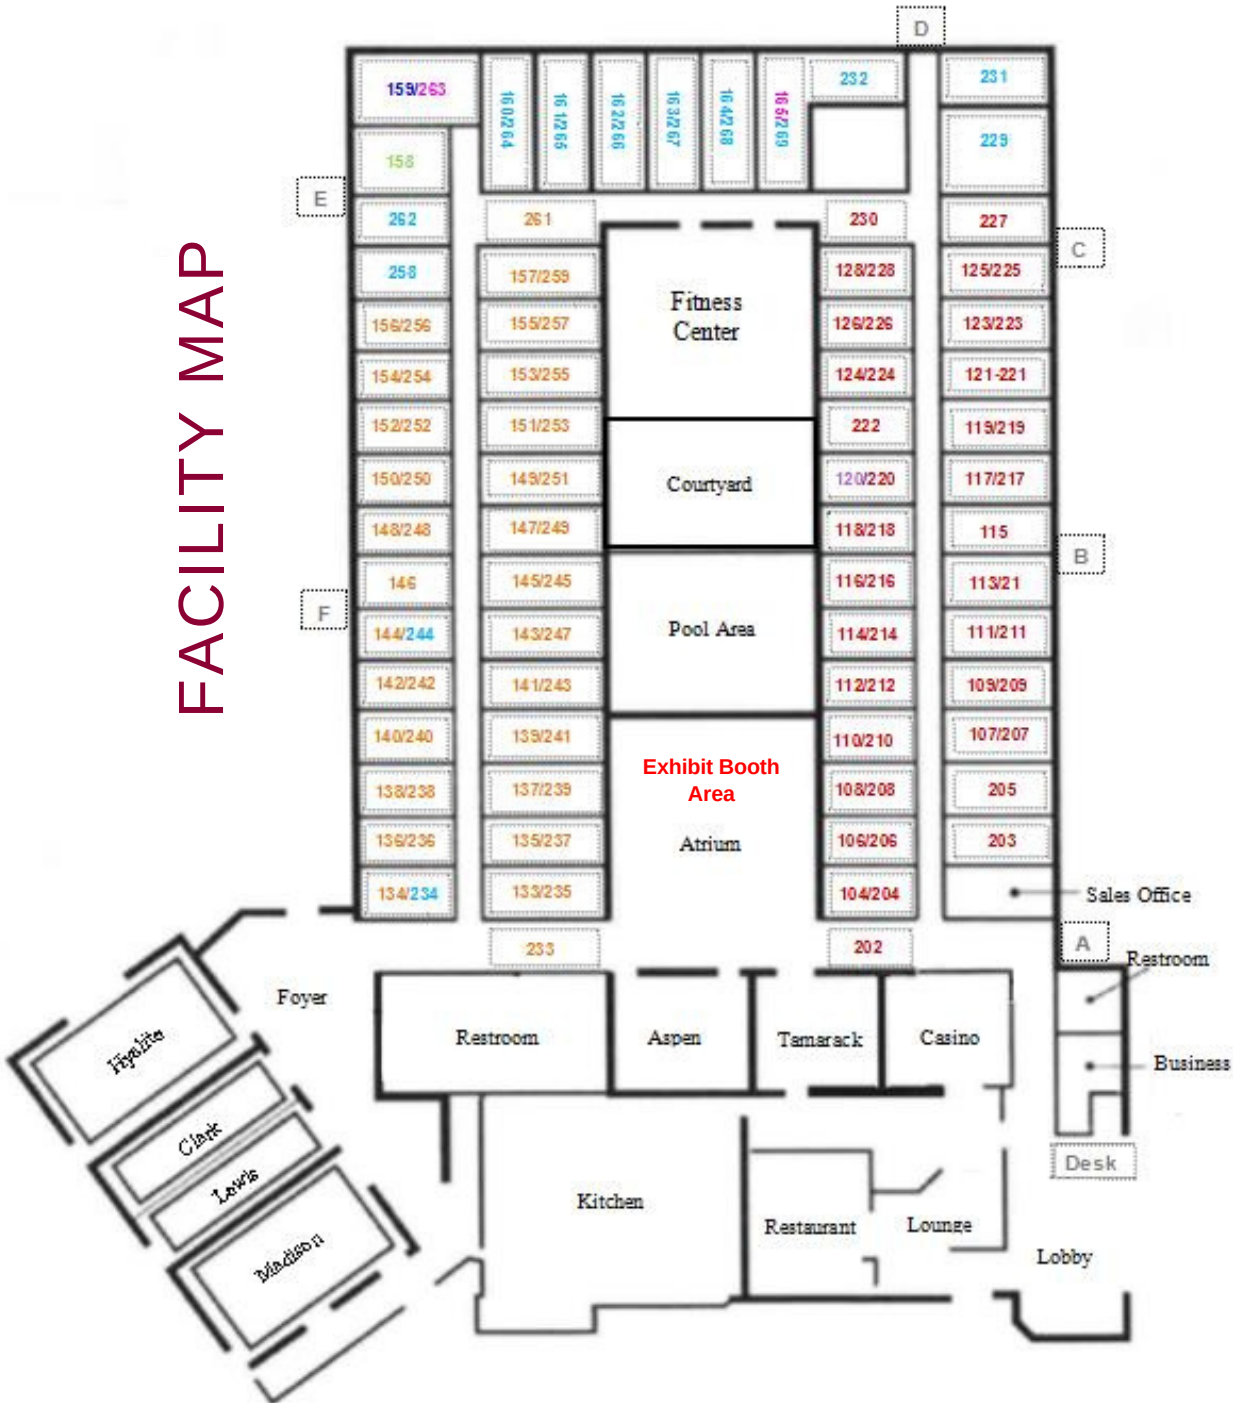 FACILITY MAP
D
159/263
160/264
161/265
162/266
163/267
164/268
165/269
232
231
158
229
E
262
261
230
227
C
258
157/259
128/228
125/225
Fitness
Center
156/256
155/257
126/226
123/223
154/254
153/255
124/224
121-221
152/252
151/253
222
119/219
150/250
149/251
Courtyard
120/220
117/217
148/248
147/249
118/218
115
B
146
145/245
116/216
113/21
F
144/244
143/247
Pool Area
114/214
111/211
142/242
141/243
112/212
109/209
140/240
139/241
110/210
107/207
Exhibit Booth
Area
138/238
137/239
108/208
205
136/236
135/237
Atrium
106/206
203
134/234
133/235
104/204
Sales Office
233
202
A
Restroom
Foyer
Hyalite
Restroom
Aspen
Tamarack
Casino
Business
Clark
Lewis
Desk
Kitchen
Restaurant
Lounge
Madison
Lobby